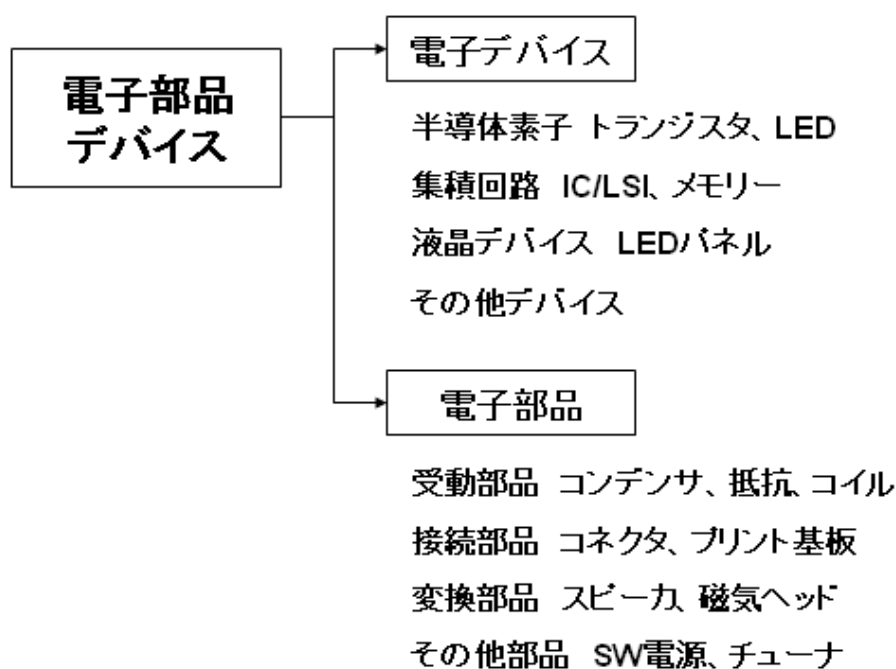 電子部品
デバイス
電子デバイス
半導体素子 トランジスタ、LED
集積回路 IC/LSI、メモリー
液晶デバイス LEDパネル
その他デバイス
電子部品
受動部品 コンデンサ、抵抗、コイル
接続部品 コネクタ、プリント基板
変換部品 スピーカ、磁気ヘッド
その他部品 SW電源、チューナ